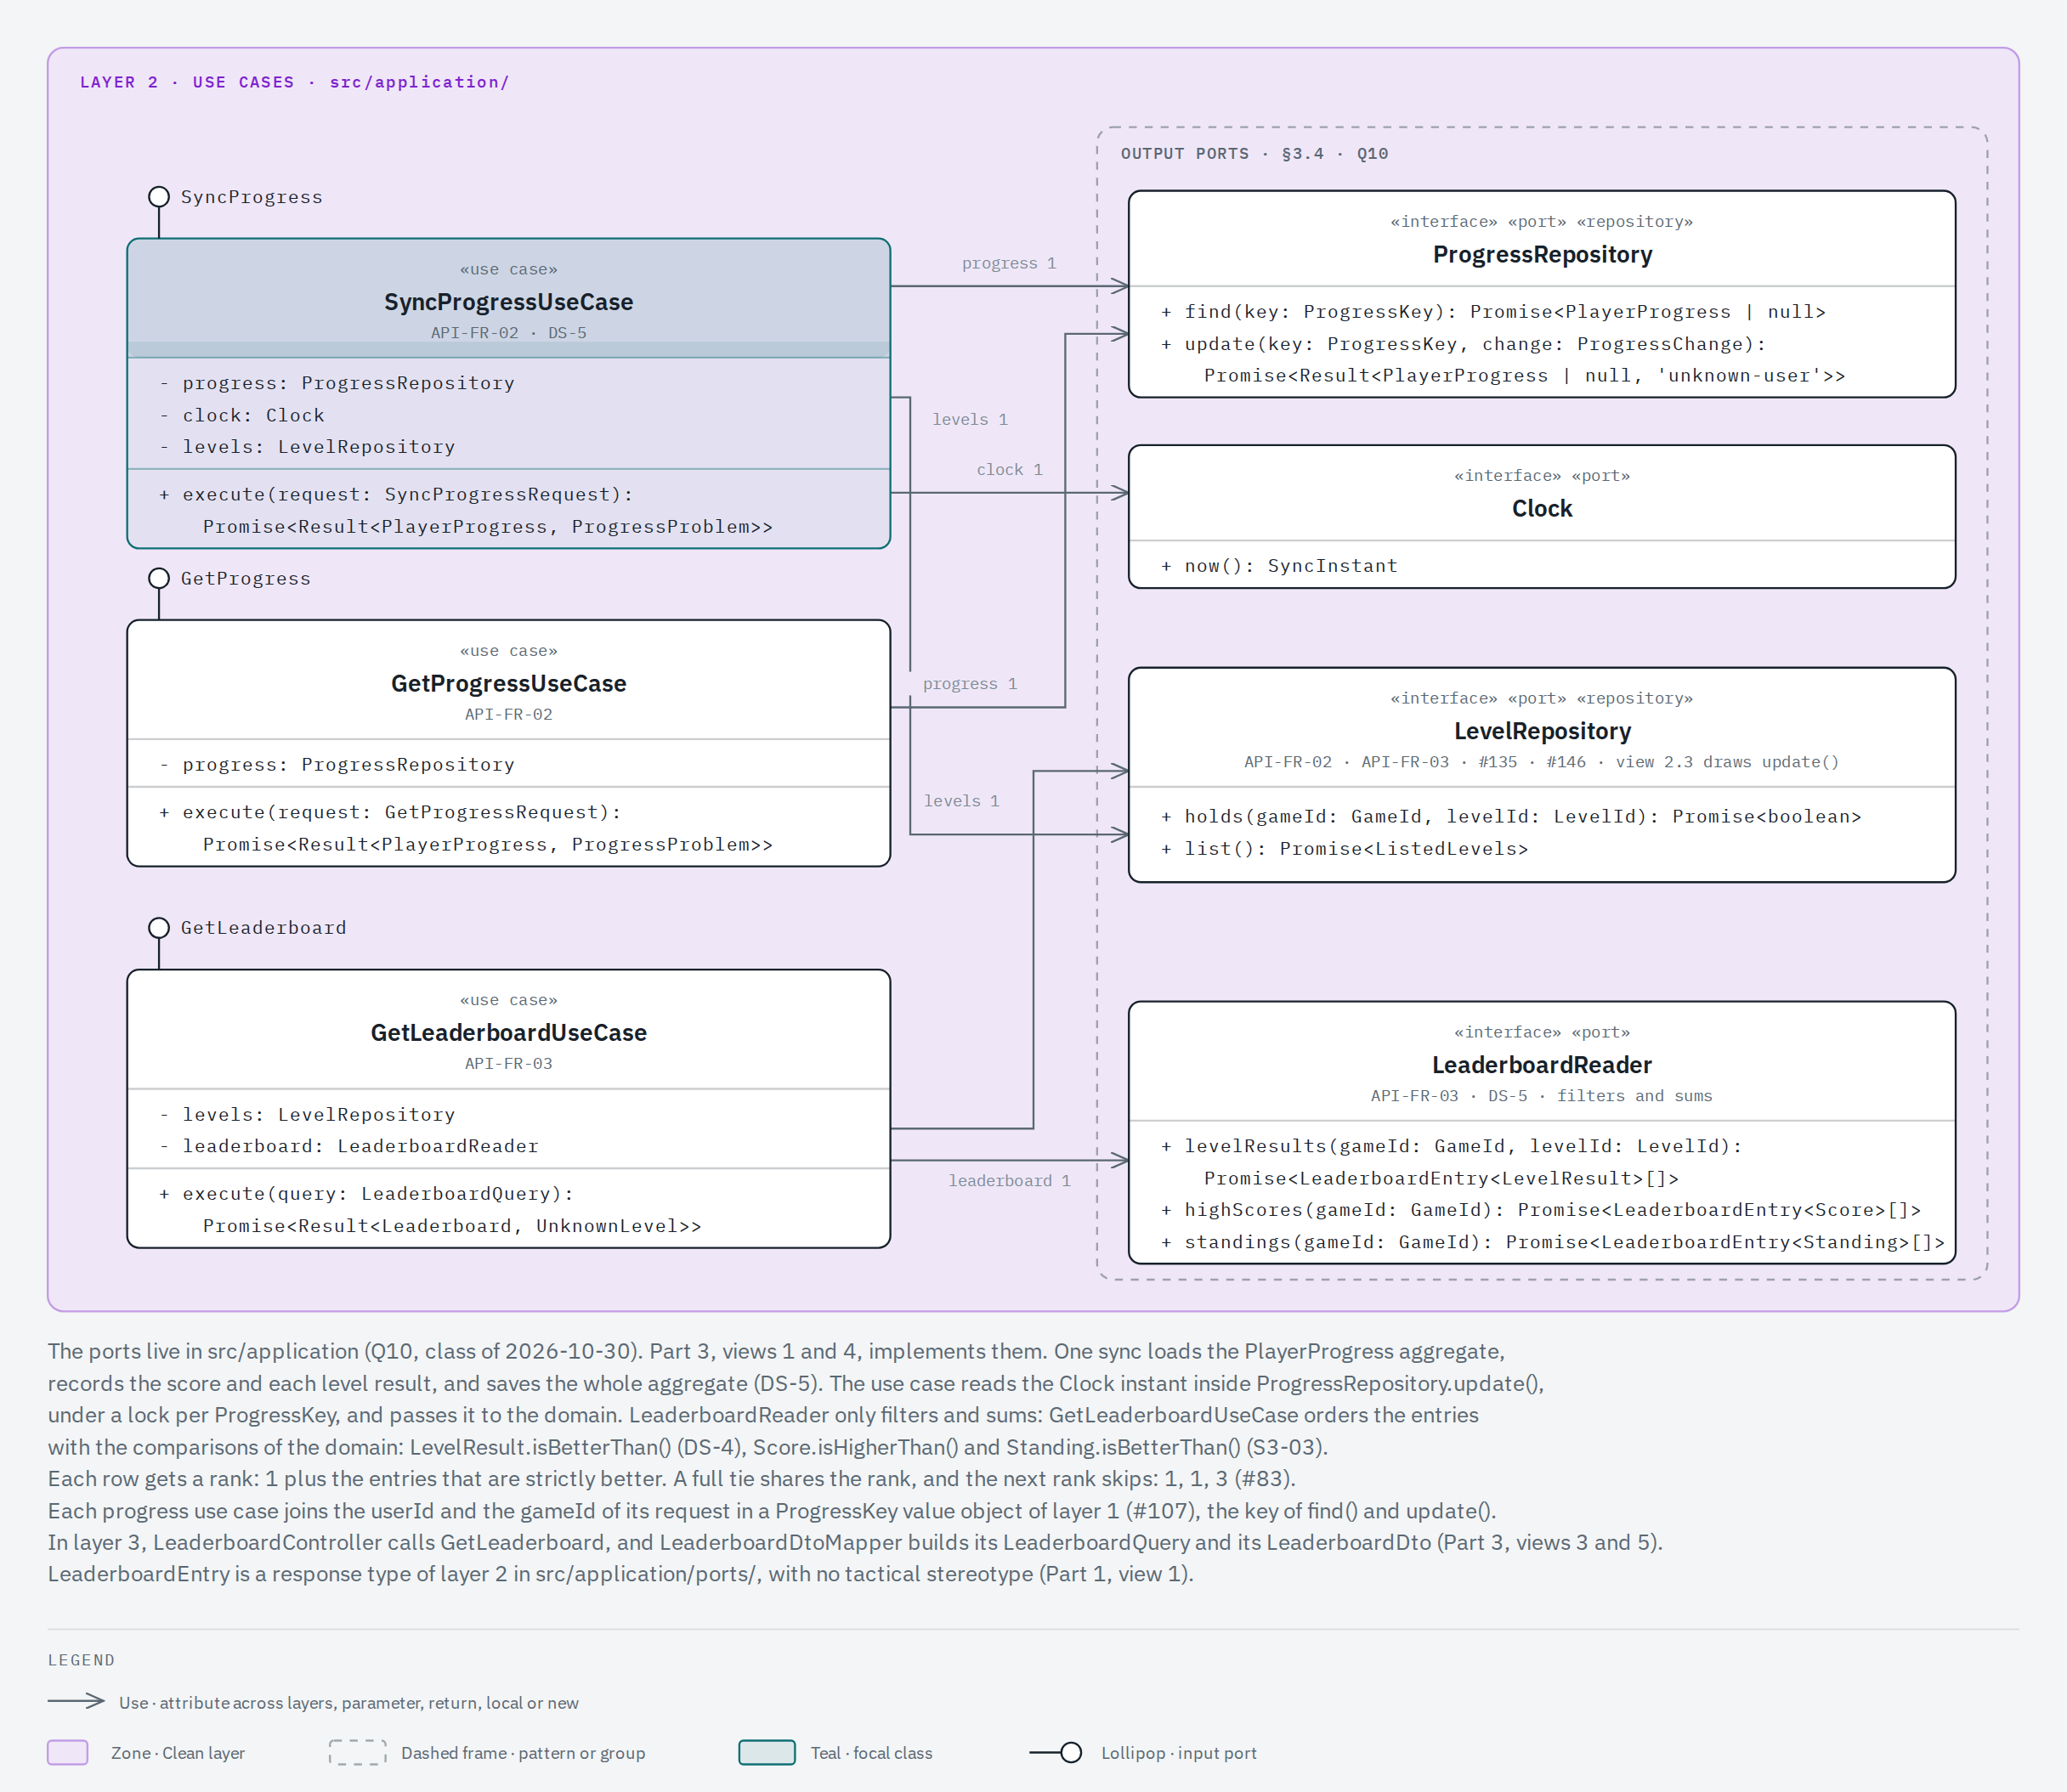 LAYER 2 · USE CASES · src/application/
SyncProgress
«use case»
SyncProgressUseCase
API-FR-02 · DS-5
- progress: ProgressRepository
- clock: Clock
- levels: LevelRepository
+ execute(request: SyncProgressRequest):
Promise<Result<PlayerProgress, ProgressProblem>>
GetProgress
«use case»
GetProgressUseCase
API-FR-02
- progress: ProgressRepository
+ execute(request: GetProgressRequest):
Promise<Result<PlayerProgress, ProgressProblem>>
GetLeaderboard
«use case»
GetLeaderboardUseCase
API-FR-03
- levels: LevelRepository
- leaderboard: LeaderboardReader
+ execute(query: LeaderboardQuery):
Promise<Result<Leaderboard, UnknownLevel>>
progress 1
levels 1
clock 1
progress 1
levels 1
leaderboard 1
OUTPUT PORTS · §3.4 · Q10
«interface» «port» «repository»
ProgressRepository
+ find(key: ProgressKey): Promise<PlayerProgress | null>
+ update(key: ProgressKey, change: ProgressChange):
Promise<Result<PlayerProgress | null, 'unknown-user'>>
«interface» «port»
Clock
+ now(): SyncInstant
«interface» «port» «repository»
LevelRepository
API-FR-02 · API-FR-03 · #135 · #146 · view 2.3 draws update()
+ holds(gameId: GameId, levelId: LevelId): Promise<boolean>
+ list(): Promise<ListedLevels>
«interface» «port»
LeaderboardReader
API-FR-03 · DS-5 · filters and sums
+ levelResults(gameId: GameId, levelId: LevelId):
Promise<LeaderboardEntry<LevelResult>[]>
+ highScores(gameId: GameId): Promise<LeaderboardEntry<Score>[]>
+ standings(gameId: GameId): Promise<LeaderboardEntry<Standing>[]>
The ports live in src/application (Q10, class of 2026-10-30). Part 3, views 1 and 4, implements them. One sync loads the PlayerProgress aggregate,
records the score and each level result, and saves the whole aggregate (DS-5). The use case reads the Clock instant inside ProgressRepository.update(),
under a lock per ProgressKey, and passes it to the domain. LeaderboardReader only filters and sums: GetLeaderboardUseCase orders the entries
with the comparisons of the domain: LevelResult.isBetterThan() (DS-4), Score.isHigherThan() and Standing.isBetterThan() (S3-03).
Each row gets a rank: 1 plus the entries that are strictly better. A full tie shares the rank, and the next rank skips: 1, 1, 3 (#83).
Each progress use case joins the userId and the gameId of its request in a ProgressKey value object of layer 1 (#107), the key of find() and update().
In layer 3, LeaderboardController calls GetLeaderboard, and LeaderboardDtoMapper builds its LeaderboardQuery and its LeaderboardDto (Part 3, views 3 and 5).
LeaderboardEntry is a response type of layer 2 in src/application/ports/, with no tactical stereotype (Part 1, view 1).
LEGEND
Use · attribute across layers, parameter, return, local or new
Zone · Clean layer
Dashed frame · pattern or group
Teal · focal class
Lollipop · input port